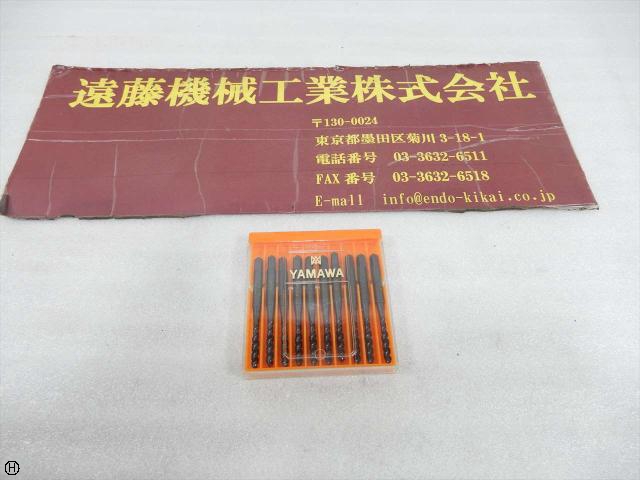 遠藤機械工業株式会社
〒130-0024
東京都墨田区菊川 3-18-1
電話番号 03-3632-6511
FAX 番号 03-3632-6518
E-mall info@endo-kikai.co.jp
YAMAWA
H